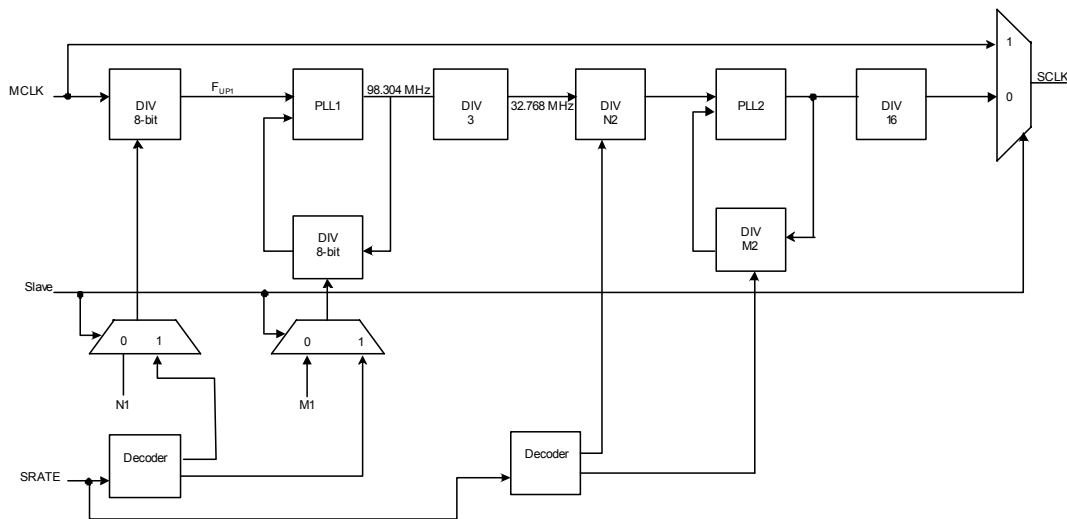 1
MCLK
DIV
8-bit
FUP1
PLL1
98.304 MHz
DIV
3
32.768 MHz
DIV
N2
PLL2
DIV
16
0
SCLK
DIV
8-bit
DIV
M2
Slave
0 1
0 1
N1
M1
Decoder
Decoder
SRATE